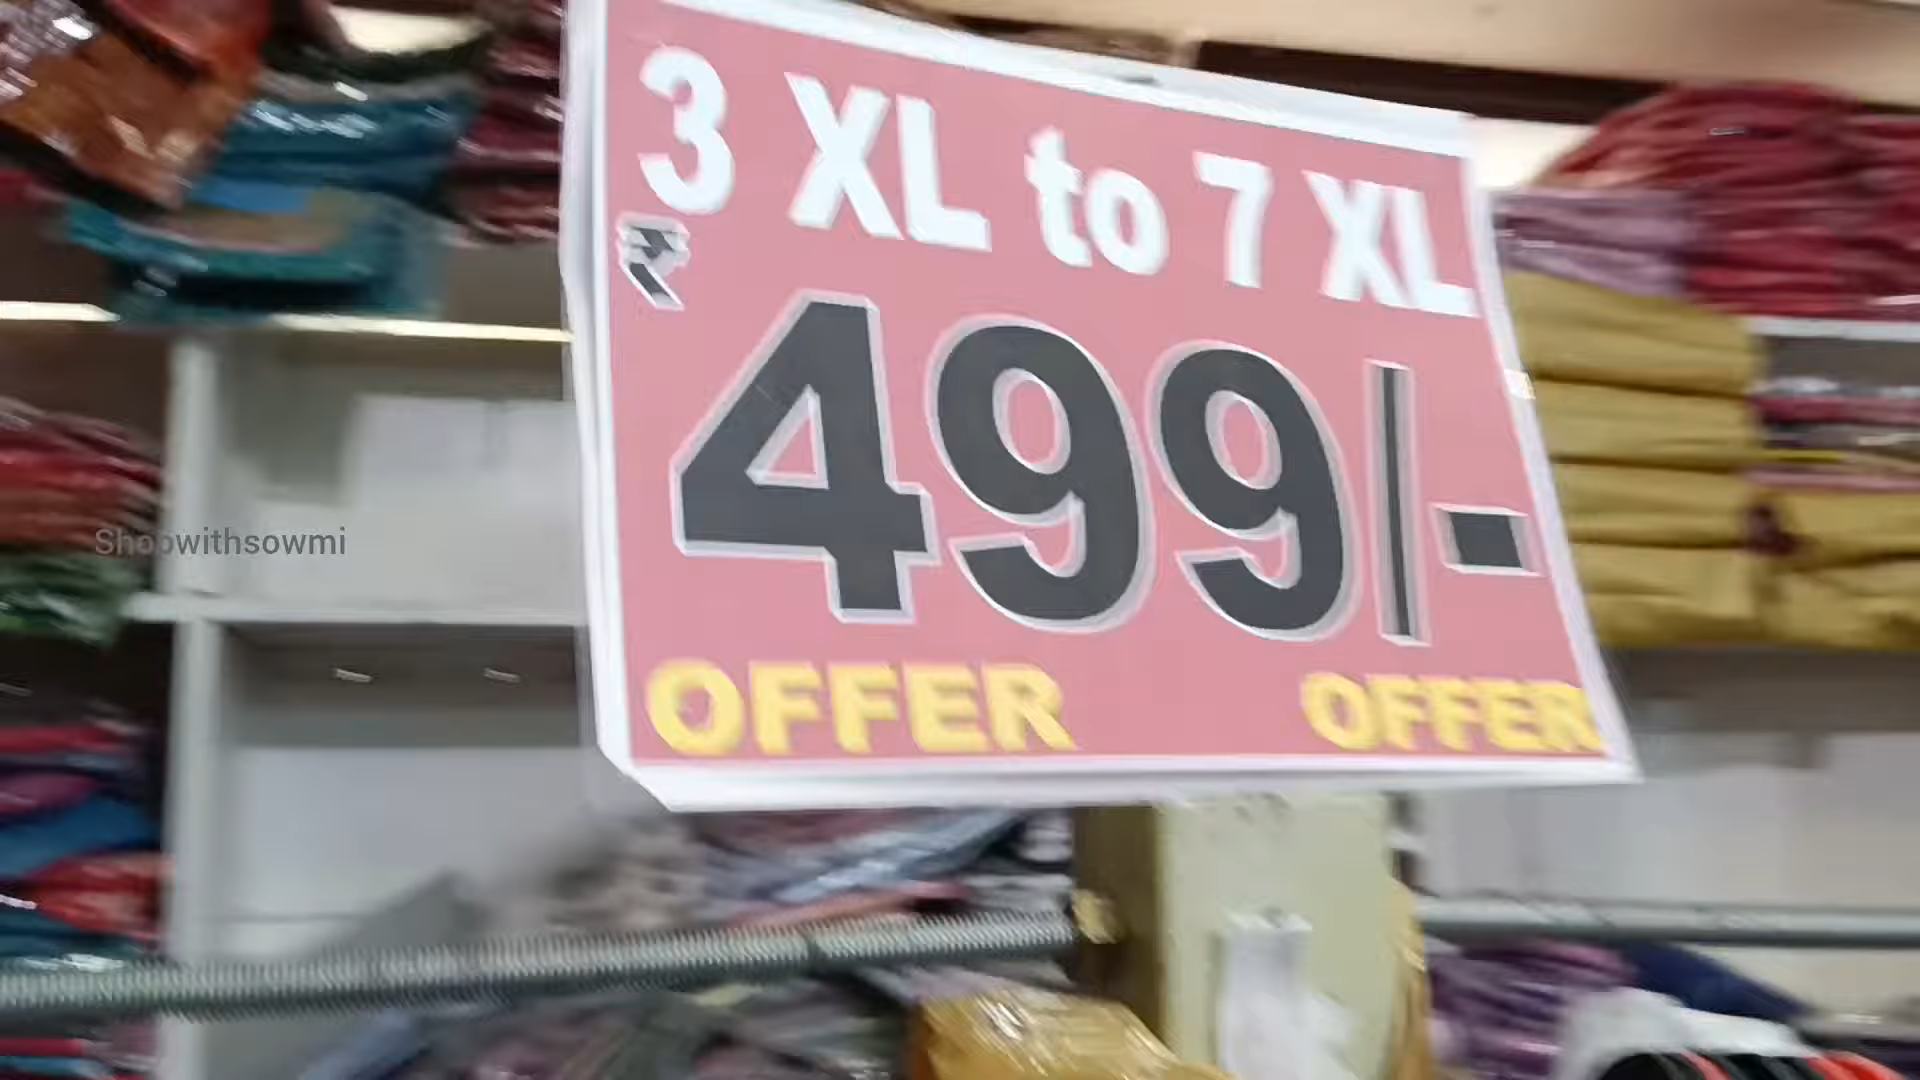 3 XL to 7 XL
₹
499/-
OFFER OFFER
Shopwithsowmi